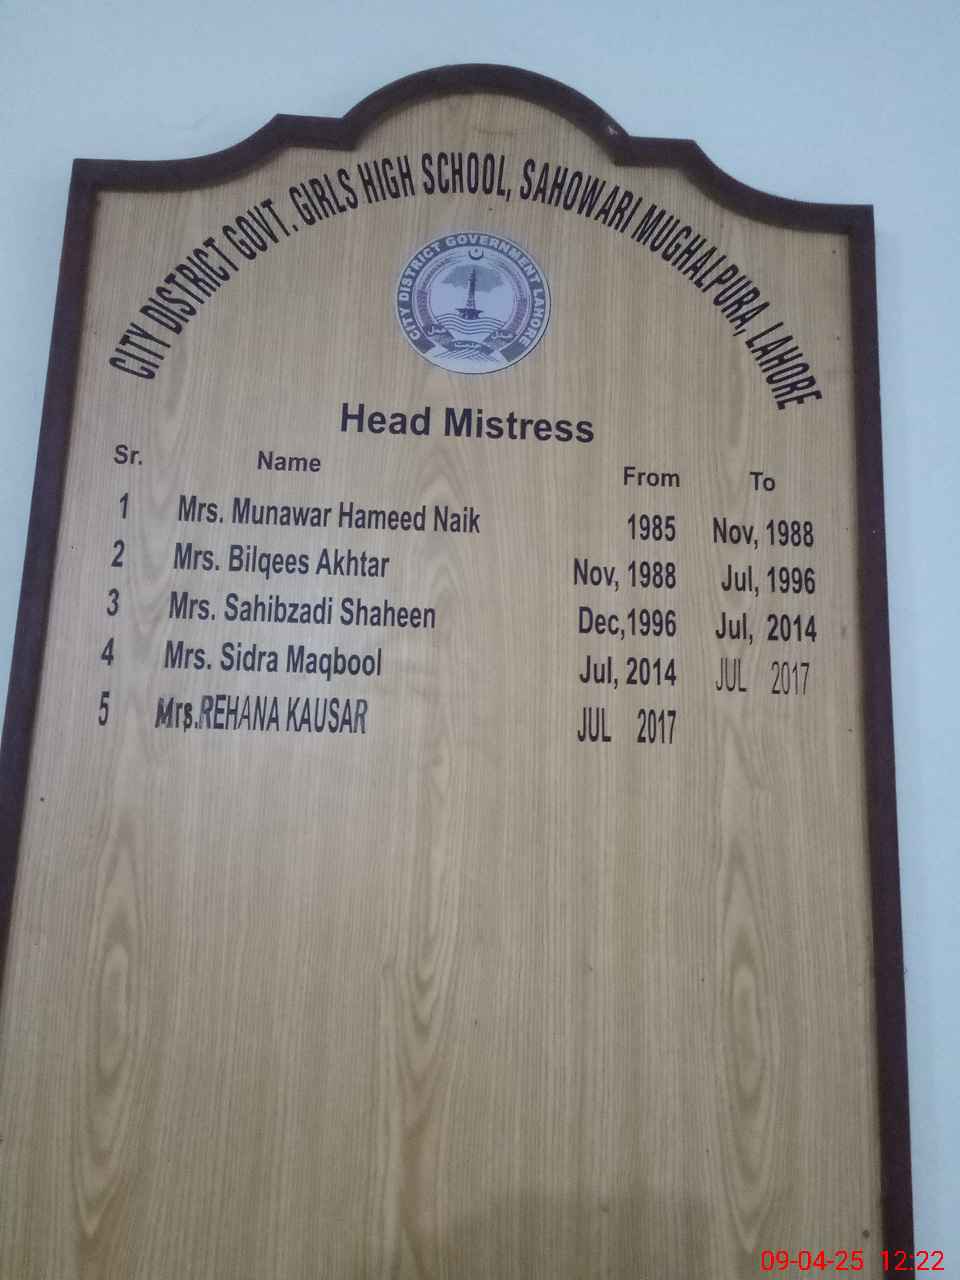 CITY DISTRICT GOVT. GIRLS HIGH SCHOOL, SAHOWARI MUGHALPURA, LAHORE
CITY DISTRICT GOVERNMENT LAHORE
Head Mistress
Sr. Name From To
1 Mrs. Munawar Hameed Naik 1985 Nov, 1988
2 Mrs. Bilqees Akhtar Nov, 1988 Jul, 1996
3 Mrs. Sahibzadi Shaheen Dec,1996 Jul, 2014
4 Mrs. Sidra Maqbool Jul, 2014 JUL 2017
5 Mrs.REHANA KAUSAR JUL 2017
09-04-25 12:22